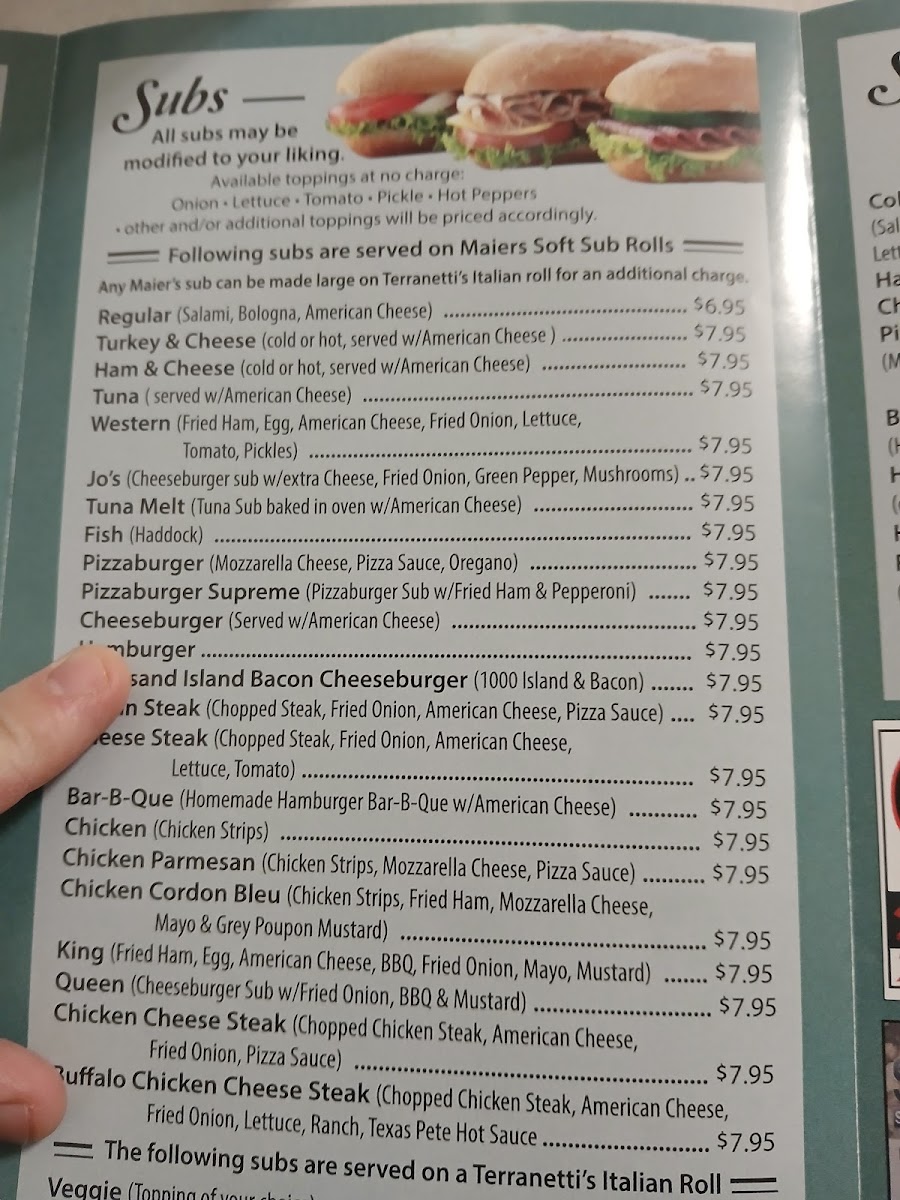 Subs
All subs may be
modified to your liking.
Available toppings at no charge:
Onion • Lettuce • Tomato • Pickle • Hot Peppers
• other and/or additional toppings will be priced accordingly.
Following subs are served on Maiers Soft Sub Rolls
Any Maier's sub can be made large on Terranetti's Italian roll for an additional charge.
Regular (Salami, Bologna, American Cheese) ........ $6.95
Turkey & Cheese (cold or hot, served w/American Cheese ) ........ $7.95
Ham & Cheese (cold or hot, served w/American Cheese) ........ $7.95
Tuna ( served w/American Cheese) ........ $7.95
Western (Fried Ham, Egg, American Cheese, Fried Onion, Lettuce,
Tomato, Pickles) ........ $7.95
Jo's (Cheeseburger sub w/extra Cheese, Fried Onion, Green Pepper, Mushrooms) .. $7.95
Tuna Melt (Tuna Sub baked in oven w/American Cheese) ........ $7.95
Fish (Haddock) ........ $7.95
Pizzaburger (Mozzarella Cheese, Pizza Sauce, Oregano) ........ $7.95
Pizzaburger Supreme (Pizzaburger Sub w/Fried Ham & Pepperoni) ....... $7.95
Cheeseburger (Served w/American Cheese) ........ $7.95
mburger ........ $7.95
sand Island Bacon Cheeseburger (1000 Island & Bacon) ....... $7.95
n Steak (Chopped Steak, Fried Onion, American Cheese, Pizza Sauce) .... $7.95
eese Steak (Chopped Steak, Fried Onion, American Cheese,
Lettuce, Tomato) ........ $7.95
Bar-B-Que (Homemade Hamburger Bar-B-Que w/American Cheese) ........ $7.95
Chicken (Chicken Strips) ........ $7.95
Chicken Parmesan (Chicken Strips, Mozzarella Cheese, Pizza Sauce) .......... $7.95
Chicken Cordon Bleu (Chicken Strips, Fried Ham, Mozzarella Cheese,
Mayo & Grey Poupon Mustard) ........ $7.95
King (Fried Ham, Egg, American Cheese, BBQ, Fried Onion, Mayo, Mustard) ....... $7.95
Queen (Cheeseburger Sub w/Fried Onion, BBQ & Mustard) ........ $7.95
Chicken Cheese Steak (Chopped Chicken Steak, American Cheese,
Fried Onion, Pizza Sauce) ........ $7.95
Buffalo Chicken Cheese Steak (Chopped Chicken Steak, American Cheese,
Fried Onion, Lettuce, Ranch, Texas Pete Hot Sauce ........ $7.95
The following subs are served on a Terranetti's Italian Roll
Veggie (Topping of your